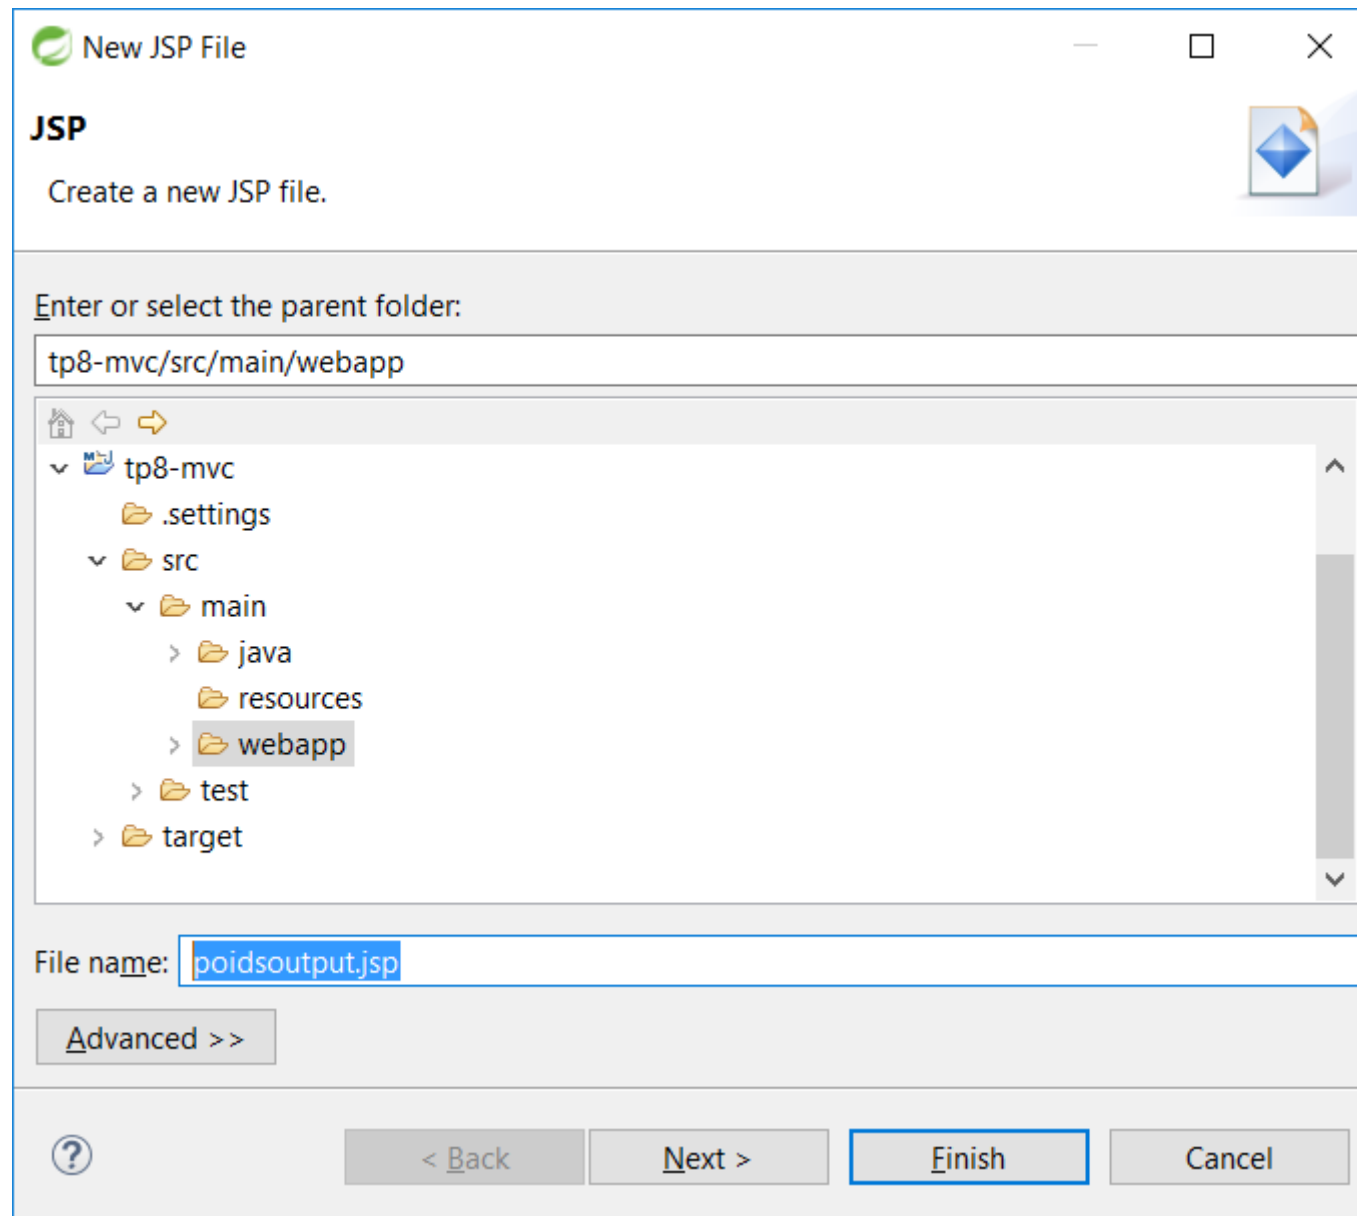 New JSP File
JSP
Create a new JSP file.
Enter or select the parent folder:
tp8-mvc/src/main/webapp
tp8-mvc
.settings
src
main
java
resources
webapp
test
target
File name: poidsoutput.jsp
Advanced >>
< Back Next > Finish Cancel